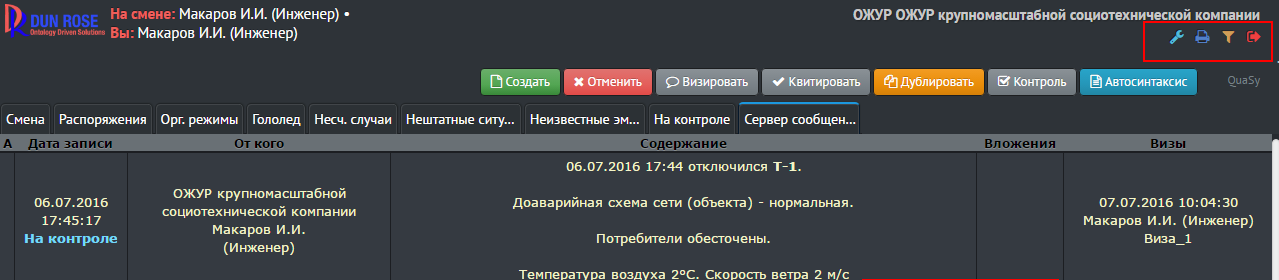 DUN ROSE
Ontology Driven Solutions
На смене: Макаров И.И. (Инженер) •
Вы: Макаров И.И. (Инженер)
ОЖУР ОЖУР крупномасштабной социотехнической компании
Создать Отменить Визировать Квитировать Дублировать Контроль Автосинтаксис QuaSy
Смена Распоряжения Орг. режимы Гололед Несч. случаи Нештатные ситу... Неизвестные эм... На контроле Сервер сообщен...
А Дата записи От кого Содержание Вложения Визы
06.07.2016
17:45:17
На контроле
ОЖУР крупномасштабной
социотехнической компании
Макаров И.И.
(Инженер)
06.07.2016 17:44 отключился Т-1.
Доаварийная схема сети (объекта) - нормальная.
Потребители обесточены.
Температура воздуха 2°С. Скорость ветра 2 м/с
07.07.2016 10:04:30
Макаров И.И. (Инженер)
Виза_1